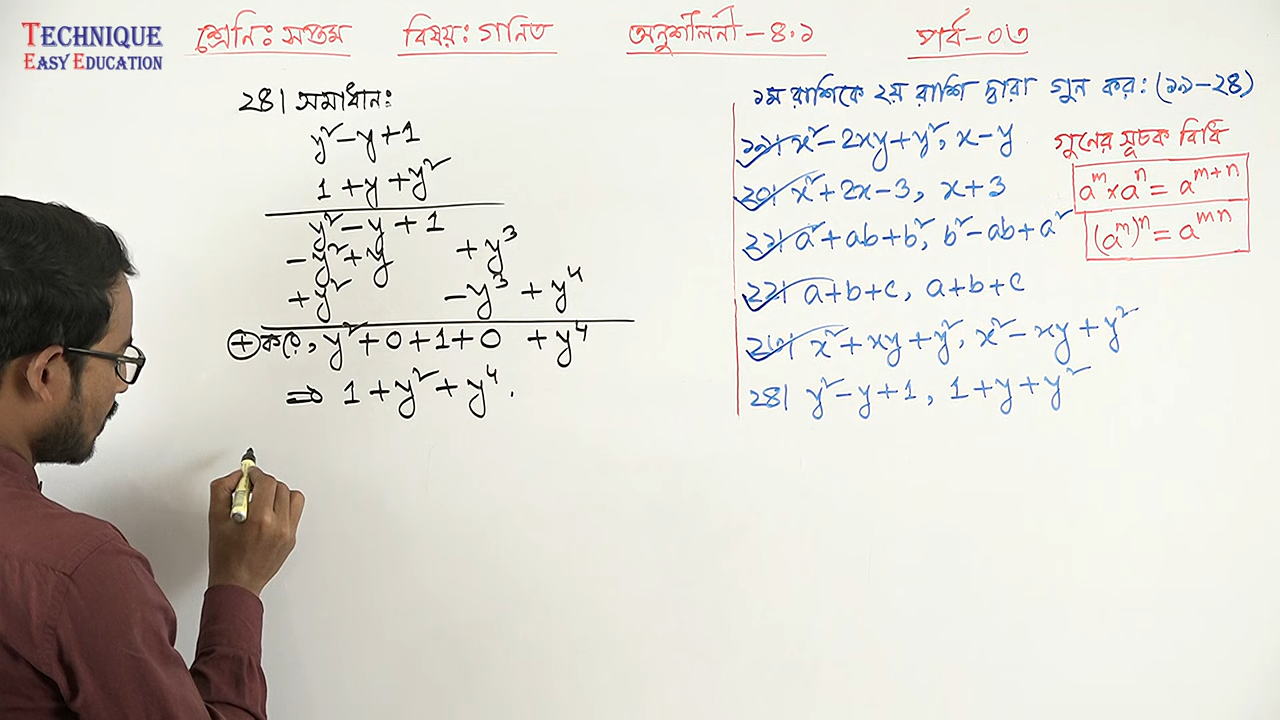 TECHNIQUE
EASY EDUCATION
শ্রেনিঃ সপ্তম বিষয়ঃ গনিত অনুশীলনী - ৪.১ পার্ব - ০৩
২৪। সমাধানঃ
y² - y + 1
1 + y + y²
y² - y + 1
- y² + y + y³
+ y² - y³ + y⁴
⊕ করে, y² + 0 + 1 + 0 + y⁴
⇒ 1 + y² + y⁴.
১ম রাশিকে ২য় রাশি দ্বারা গুন করঃ (১৯-২৪)
১৯। x² - 2xy + y², x - y
২০। x² + 2x - 3, x + 3
২১। a² + ab + b², b² - ab + a²
২২। a + b + c, a + b + c
২৩। x² + xy + y², x² - xy + y²
২৪। y² - y + 1, 1 + y + y²
গুনের সূচক বিধি
aᵐ × aⁿ = aᵐ⁺ⁿ
(aᵐ)ⁿ = aᵐⁿ